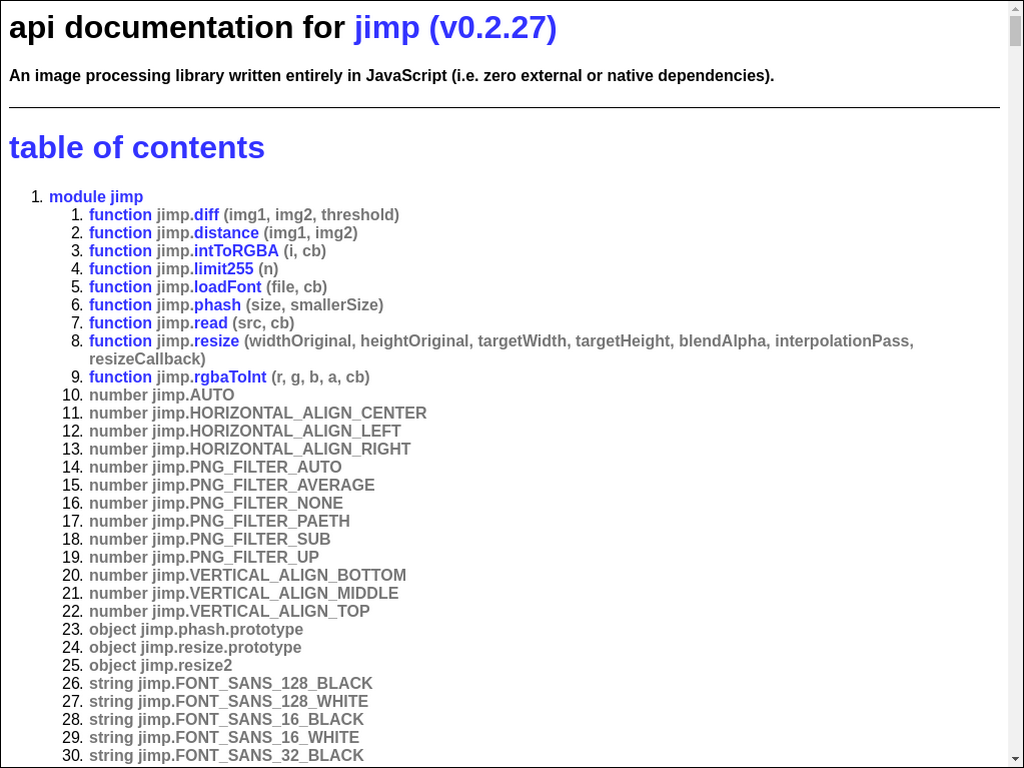 api documentation for jimp (v0.2.27)
An image processing library written entirely in JavaScript (i.e. zero external or native dependencies).
table of contents
1. module jimp
1. function jimp.diff (img1, img2, threshold)
2. function jimp.distance (img1, img2)
3. function jimp.intToRGBA (i, cb)
4. function jimp.limit255 (n)
5. function jimp.loadFont (file, cb)
6. function jimp.phash (size, smallerSize)
7. function jimp.read (src, cb)
8. function jimp.resize (widthOriginal, heightOriginal, targetWidth, targetHeight, blendAlpha, interpolationPass,
resizeCallback)
9. function jimp.rgbaToInt (r, g, b, a, cb)
10. number jimp.AUTO
11. number jimp.HORIZONTAL_ALIGN_CENTER
12. number jimp.HORIZONTAL_ALIGN_LEFT
13. number jimp.HORIZONTAL_ALIGN_RIGHT
14. number jimp.PNG_FILTER_AUTO
15. number jimp.PNG_FILTER_AVERAGE
16. number jimp.PNG_FILTER_NONE
17. number jimp.PNG_FILTER_PAETH
18. number jimp.PNG_FILTER_SUB
19. number jimp.PNG_FILTER_UP
20. number jimp.VERTICAL_ALIGN_BOTTOM
21. number jimp.VERTICAL_ALIGN_MIDDLE
22. number jimp.VERTICAL_ALIGN_TOP
23. object jimp.phash.prototype
24. object jimp.resize.prototype
25. object jimp.resize2
26. string jimp.FONT_SANS_128_BLACK
27. string jimp.FONT_SANS_128_WHITE
28. string jimp.FONT_SANS_16_BLACK
29. string jimp.FONT_SANS_16_WHITE
30. string jimp.FONT_SANS_32_BLACK